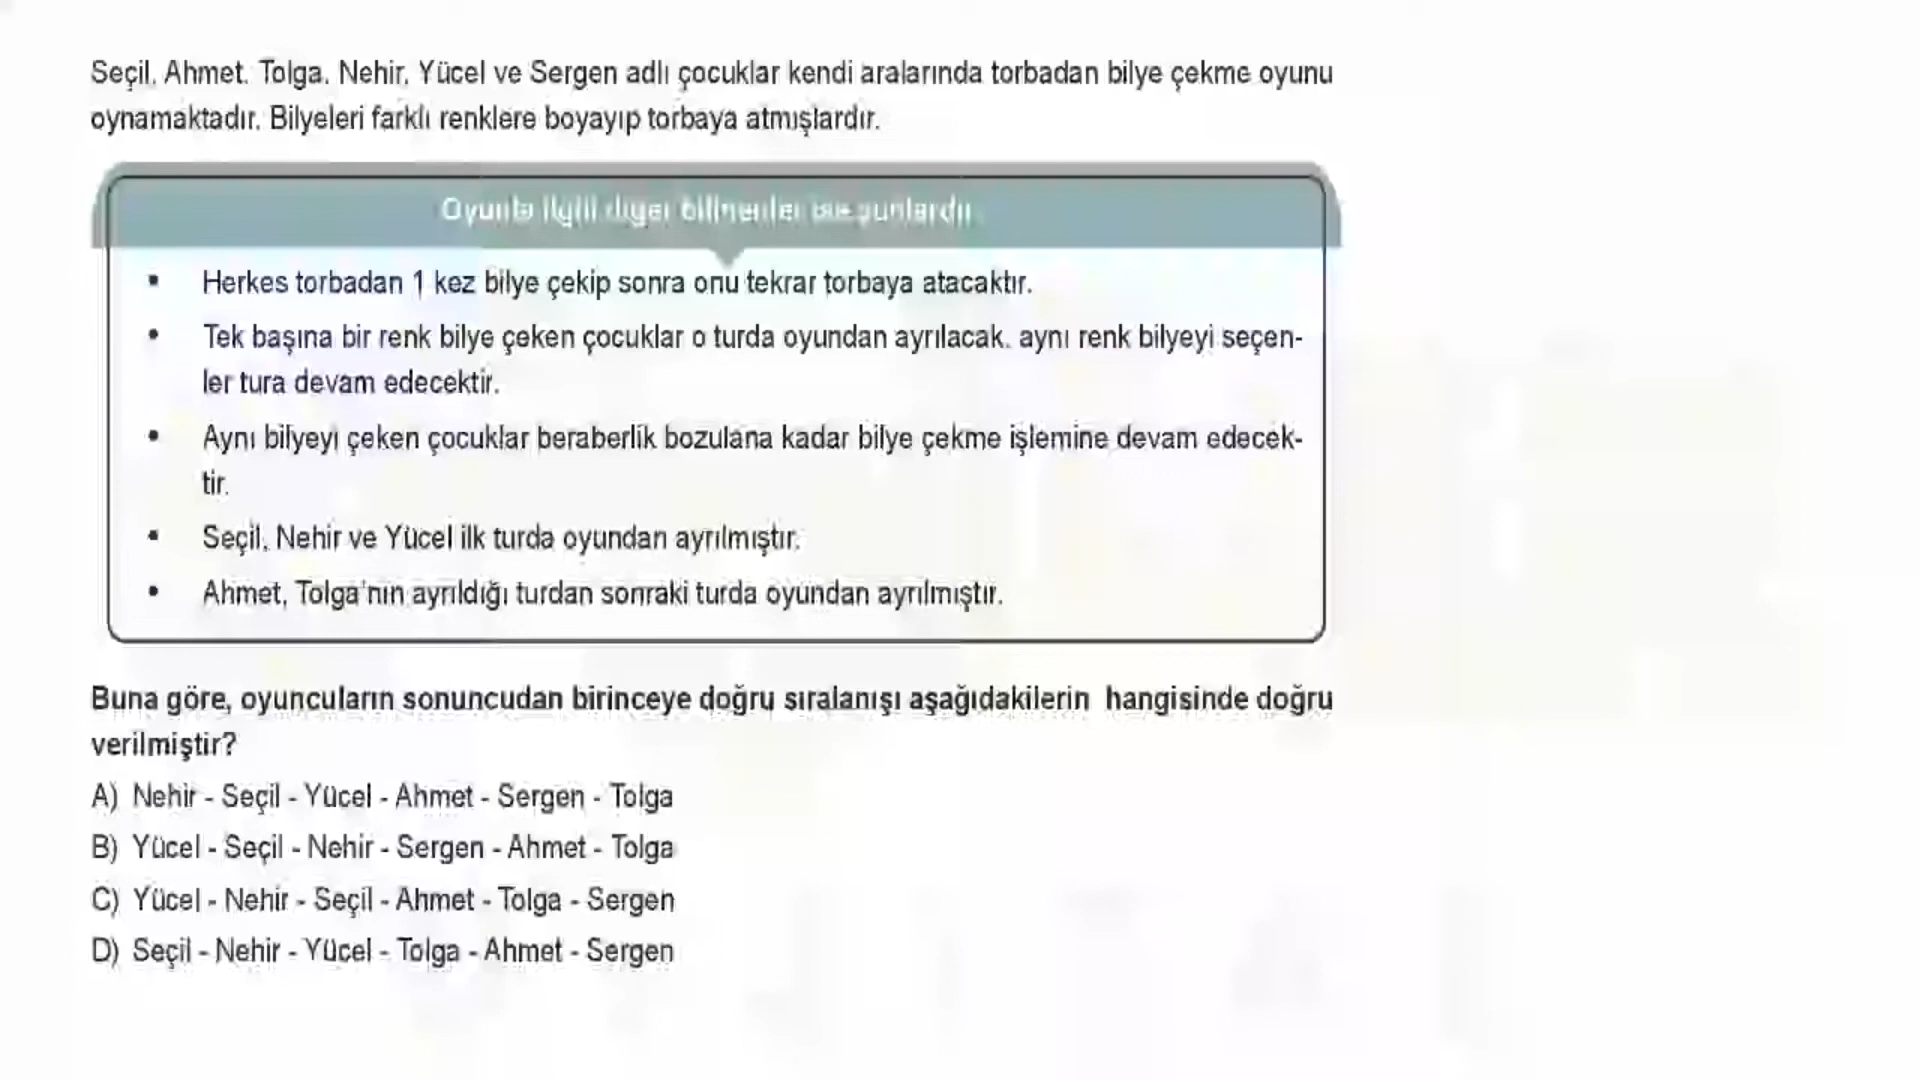 Seçil, Ahmet, Tolga, Nehir, Yücel ve Sergen adlı çocuklar kendi aralarında torbadan bilye çekme oyunu
oynamaktadır. Bilyeleri farklı renklere boyayıp torbaya atmışlardır.
Oyunla ilgili diğer bilinenler ise şunlardır
• Herkes torbadan 1 kez bilye çekip sonra onu tekrar torbaya atacaktır.
• Tek başına bir renk bilye çeken çocuklar o turda oyundan ayrılacak, aynı renk bilyeyi seçen-
ler tura devam edecektir.
• Aynı bilyeyi çeken çocuklar beraberlik bozulana kadar bilye çekme işlemine devam edecek-
tir.
• Seçil, Nehir ve Yücel ilk turda oyundan ayrılmıştır.
• Ahmet, Tolga'nın ayrıldığı turdan sonraki turda oyundan ayrılmıştır.
Buna göre, oyuncuların sonuncudan birinceye doğru sıralanışı aşağıdakilerin hangisinde doğru
verilmiştir?
A) Nehir - Seçil - Yücel - Ahmet - Sergen - Tolga
B) Yücel - Seçil - Nehir - Sergen - Ahmet - Tolga
C) Yücel - Nehir - Seçil - Ahmet - Tolga - Sergen
D) Seçil - Nehir - Yücel - Tolga - Ahmet - Sergen